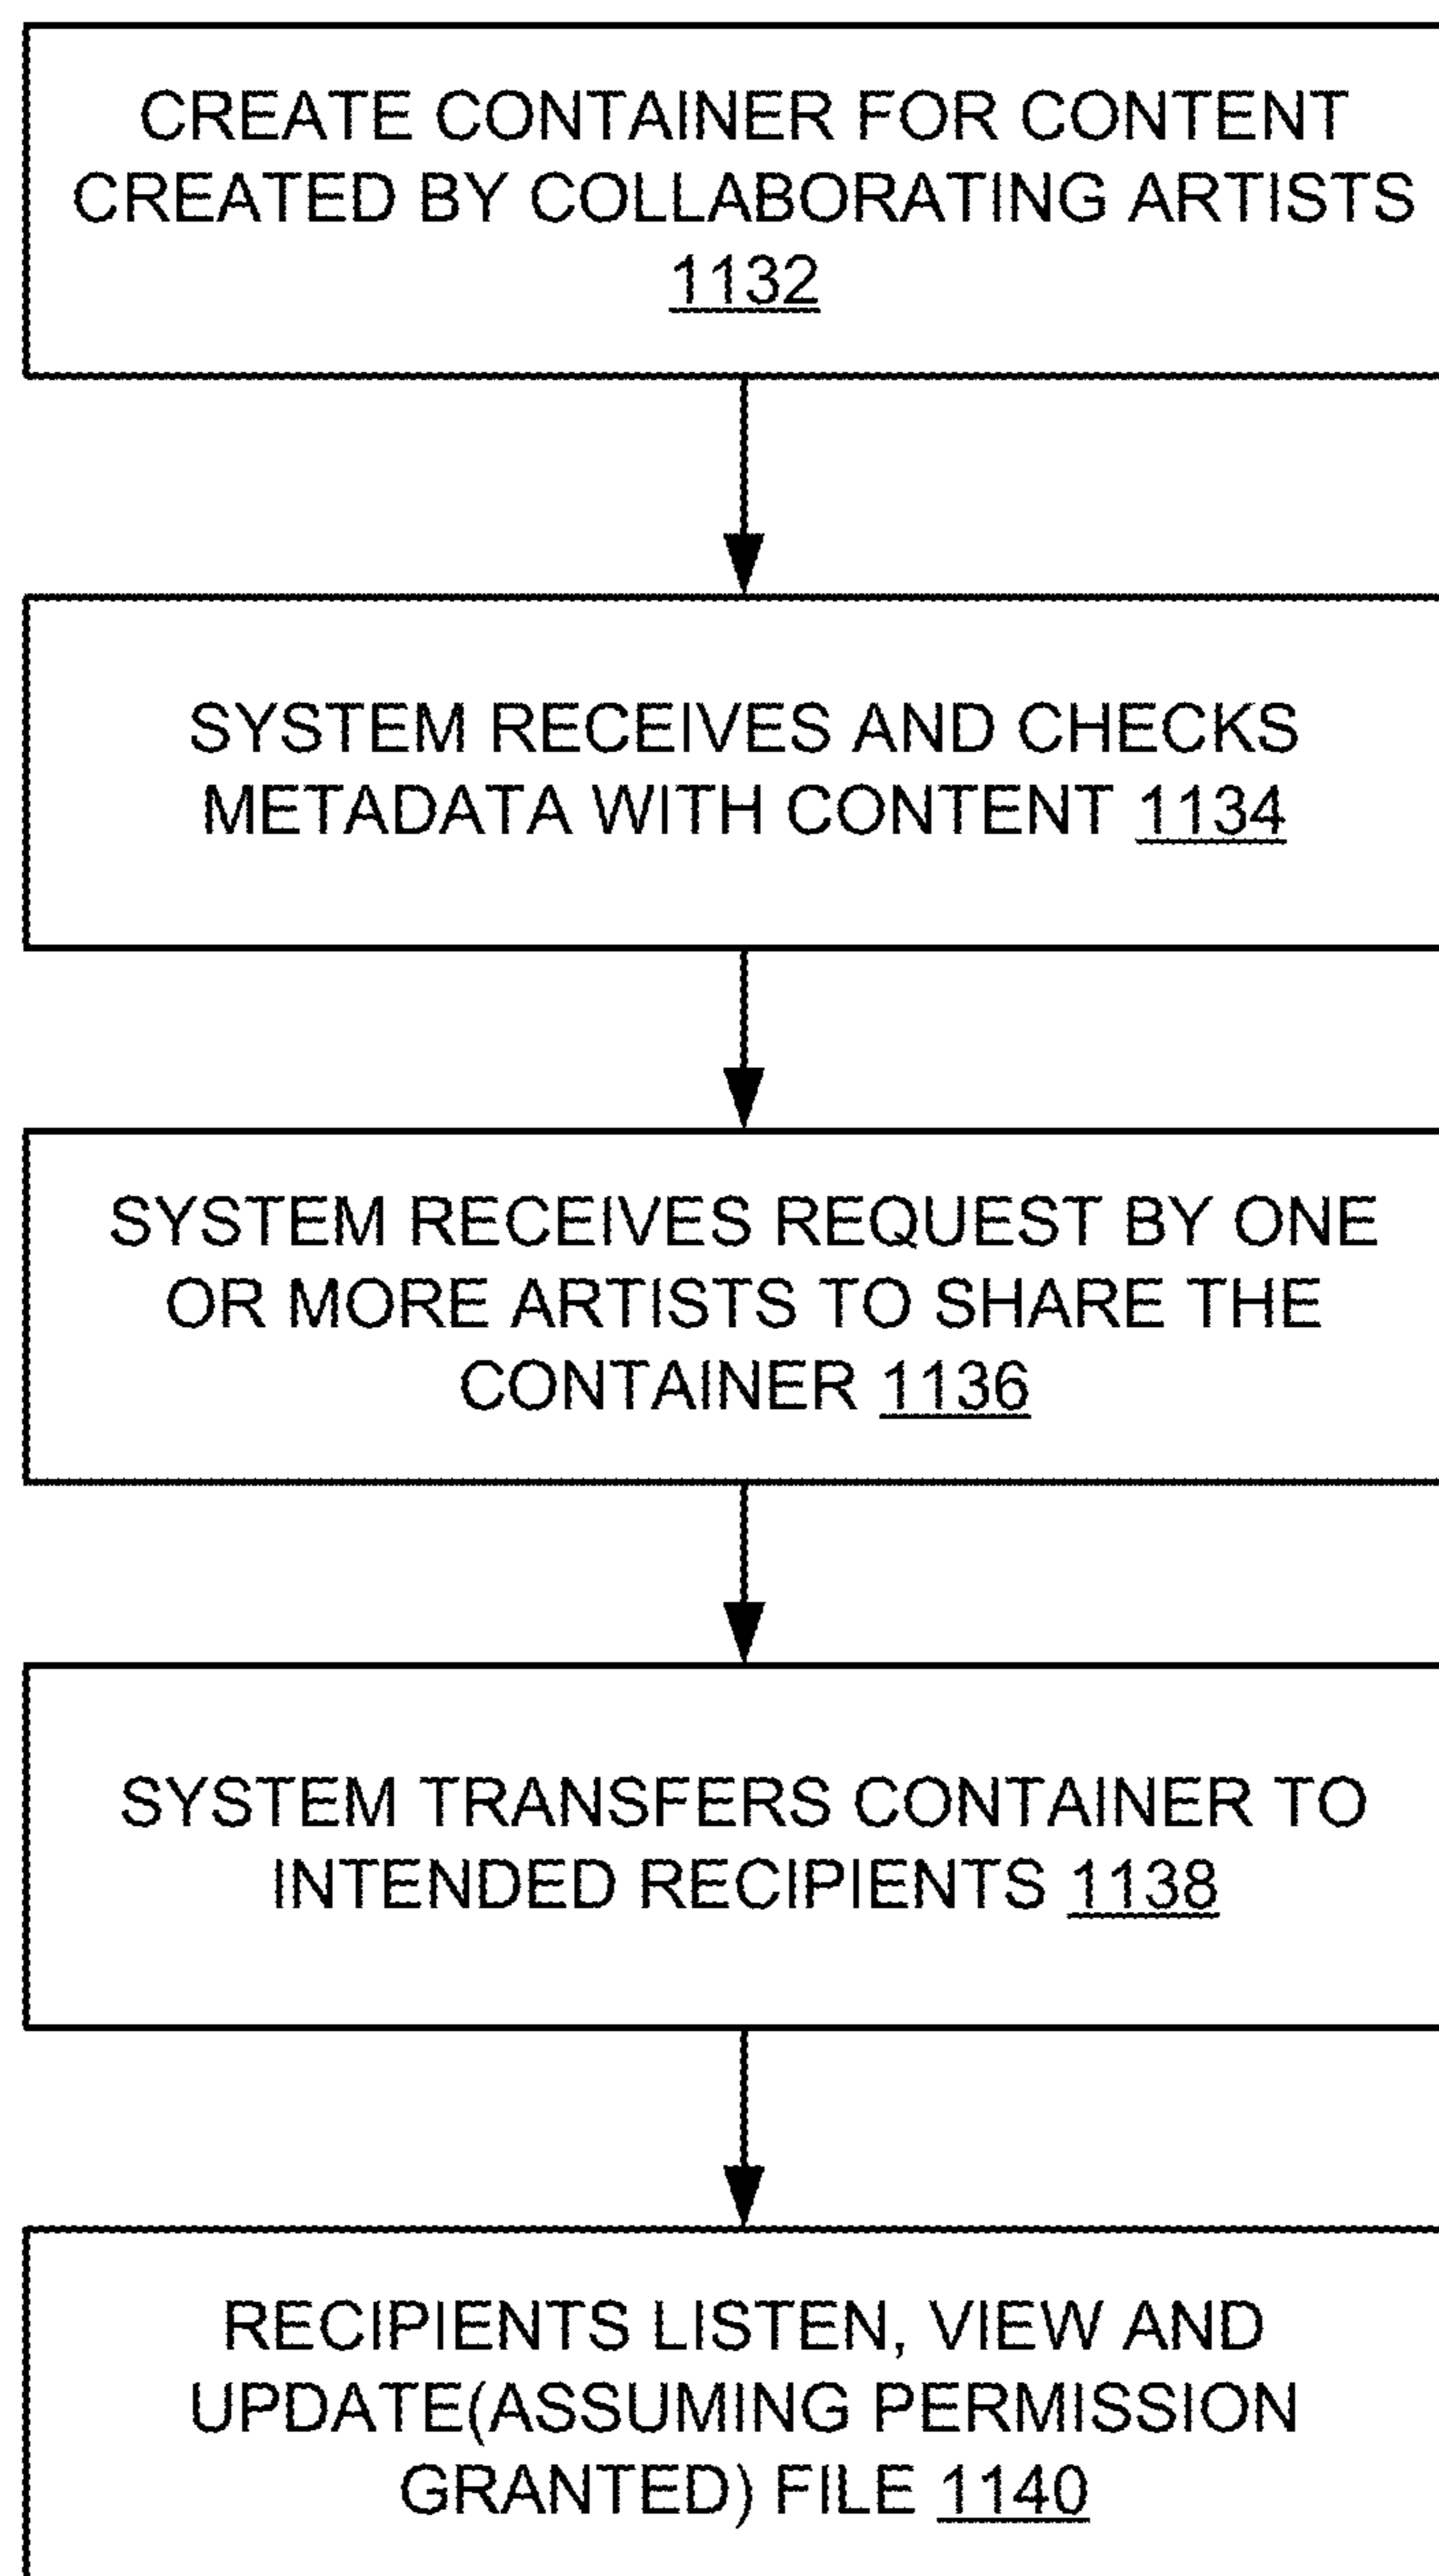 CREATE CONTAINER FOR CONTENT
CREATED BY COLLABORATING ARTISTS
1132
SYSTEM RECEIVES AND CHECKS
METADATA WITH CONTENT 1134
SYSTEM RECEIVES REQUEST BY ONE
OR MORE ARTISTS TO SHARE THE
CONTAINER 1136
SYSTEM TRANSFERS CONTAINER TO
INTENDED RECIPIENTS 1138
RECIPIENTS LISTEN, VIEW AND
UPDATE(ASSUMING PERMISSION
GRANTED) FILE 1140